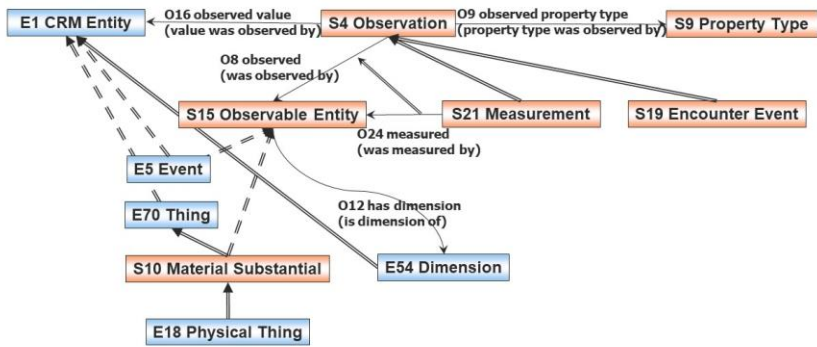 E1 CRM Entity
O16 observed value
(value was observed by)
S4 Observation
O9 observed property type
(property type was observed by)
S9 Property Type
O8 observed
(was observed by)
S15 Observable Entity
S21 Measurement
S19 Encounter Event
O24 measured
(was measured by)
E5 Event
E70 Thing
O12 has dimension
(is dimension of)
S10 Material Substantial
E54 Dimension
E18 Physical Thing